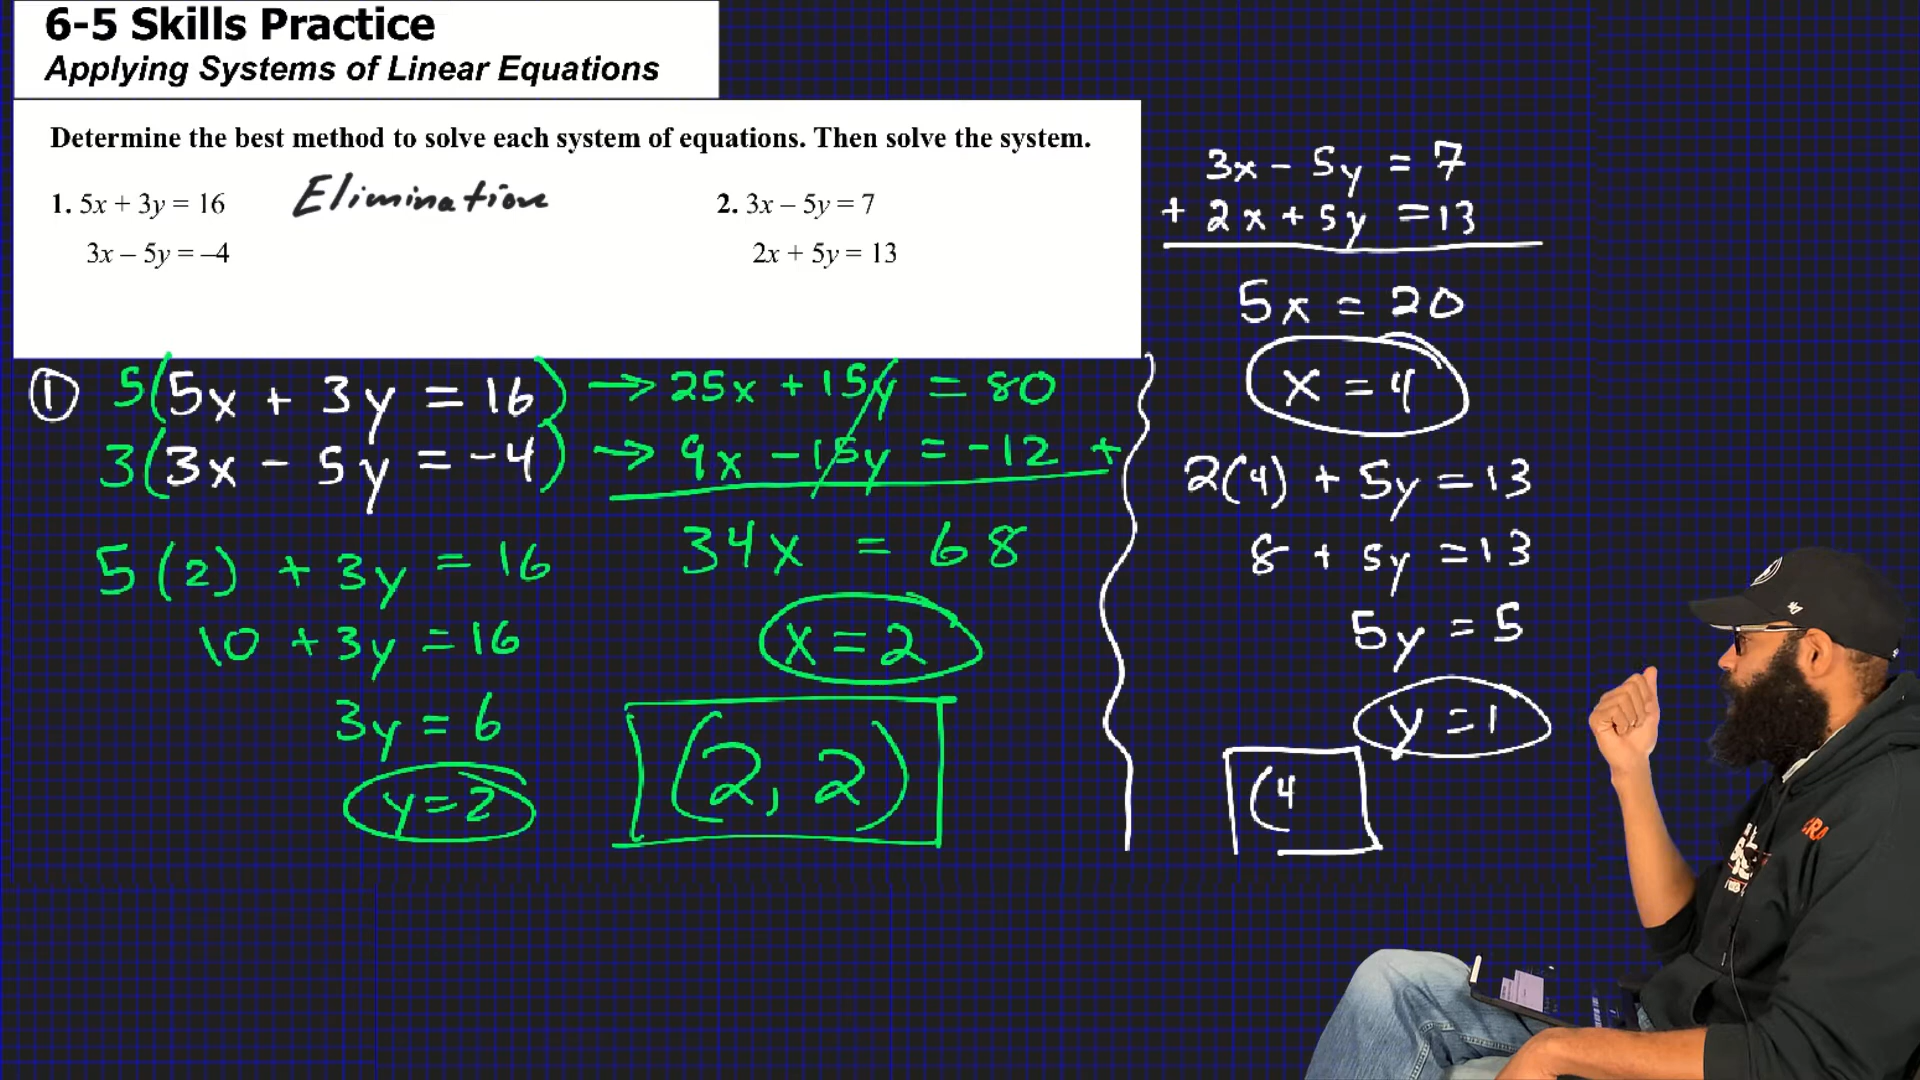 6-5 Skills Practice
Applying Systems of Linear Equations
Determine the best method to solve each system of equations. Then solve the system.
1. 5x + 3y = 16
3x – 5y = –4
Elimination
2. 3x – 5y = 7
2x + 5y = 13
① 5(5x + 3y = 16) → 25x + 15y = 80
3(3x - 5y = -4) → 9x - 15y = -12 +
34x = 68
x = 2
5(2) + 3y = 16
10 + 3y = 16
3y = 6
y = 2
(2, 2)
3x - 5y = 7
+ 2x + 5y = 13
5x = 20
x = 4
2(4) + 5y = 13
8 + 5y = 13
5y = 5
y = 1
(4